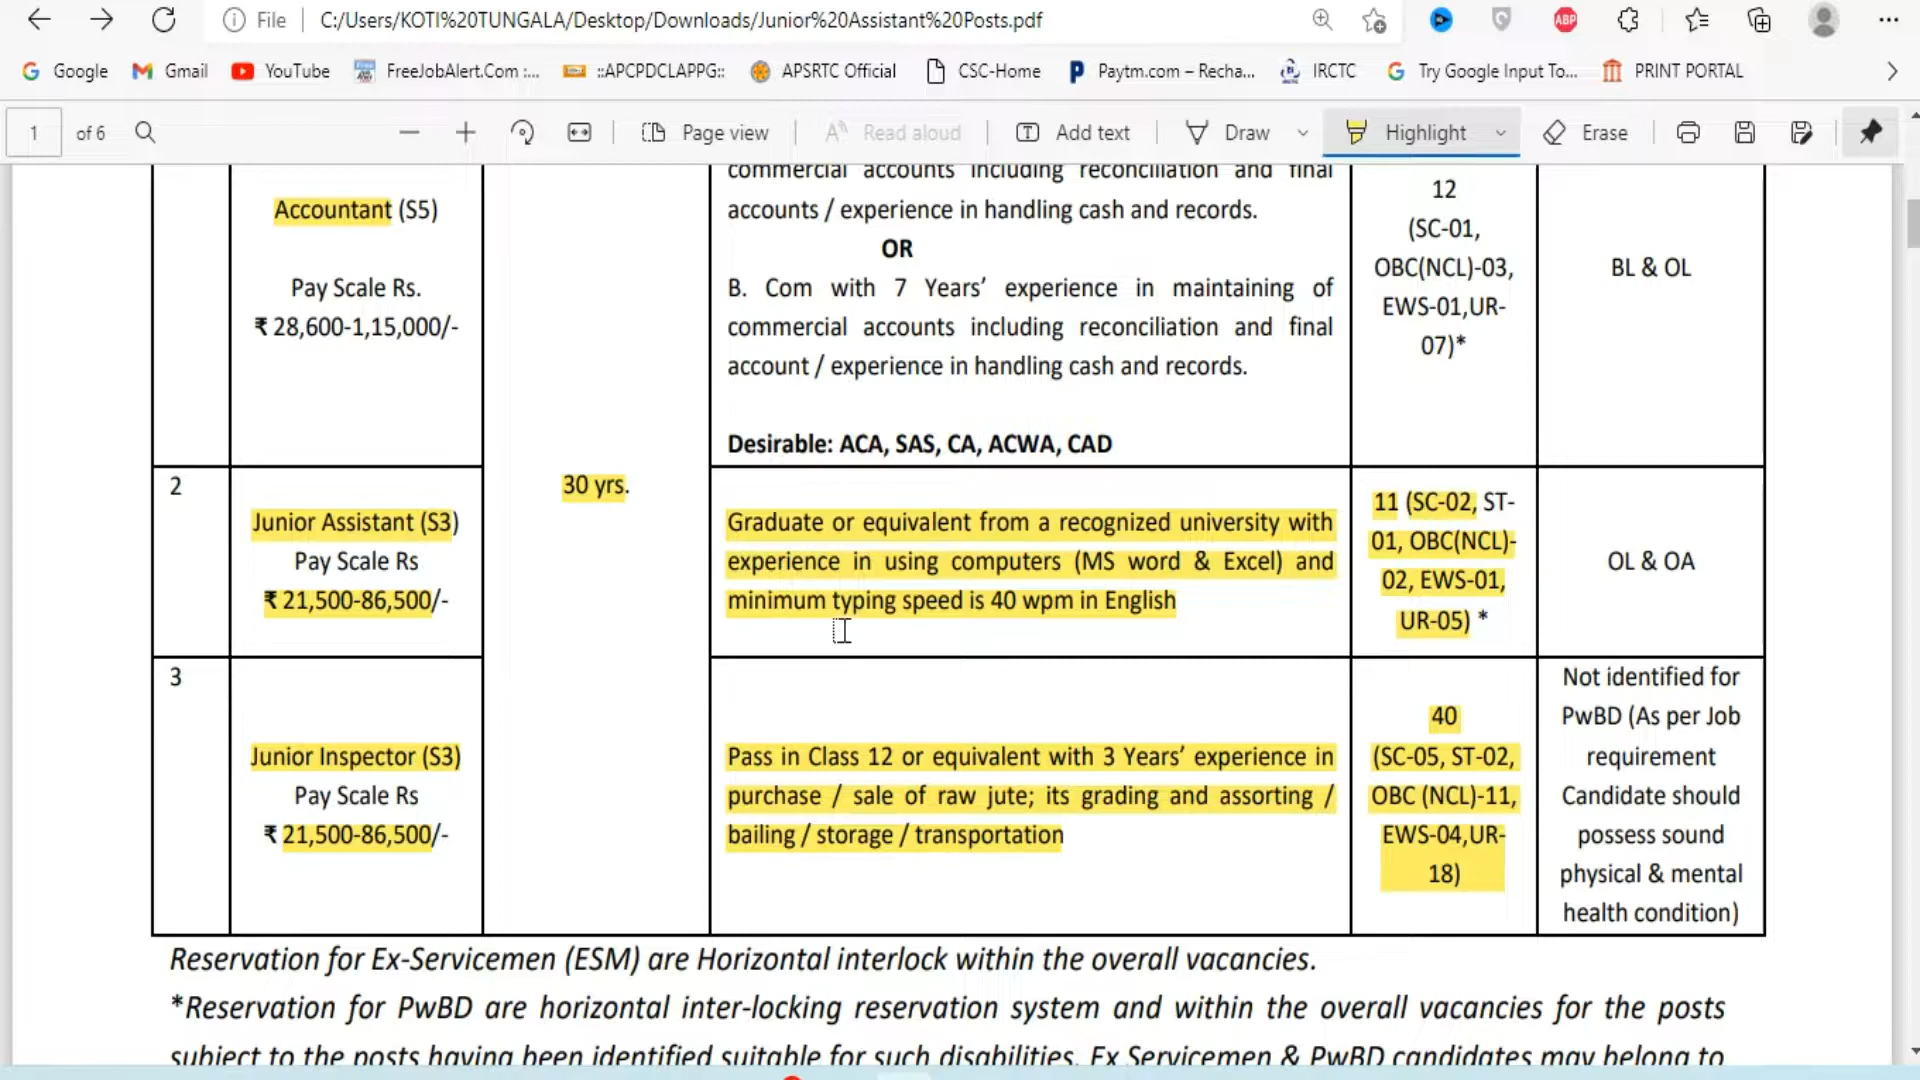 File
C:/Users/KOTI%20TUNGALA/Desktop/Downloads/Junior%20Assistant%20Posts.pdf
ABP
Google
Gmail
YouTube
FreeJobAlert.Com :...
::APCPDCLAPPG::
APSRTC Official
CSC-Home
Paytm.com – Recha...
IRCTC
Try Google Input To...
PRINT PORTAL
1 of 6
Page view
Read aloud
Add text
Draw
Highlight
Erase
Accountant (S5)
Pay Scale Rs.
₹ 28,600-1,15,000/-
commercial accounts including reconciliation and final
accounts / experience in handling cash and records.
OR
B. Com with 7 Years’ experience in maintaining of
commercial accounts including reconciliation and final
account / experience in handling cash and records.
Desirable: ACA, SAS, CA, ACWA, CAD
12
(SC-01,
OBC(NCL)-03,
EWS-01,UR-
07)*
BL & OL
30 yrs.
2
Junior Assistant (S3)
Pay Scale Rs
₹ 21,500-86,500/-
Graduate or equivalent from a recognized university with
experience in using computers (MS word & Excel) and
minimum typing speed is 40 wpm in English
11 (SC-02, ST-
01, OBC(NCL)-
02, EWS-01,
UR-05) *
OL & OA
3
Junior Inspector (S3)
Pay Scale Rs
₹ 21,500-86,500/-
Pass in Class 12 or equivalent with 3 Years’ experience in
purchase / sale of raw jute; its grading and assorting /
bailing / storage / transportation
40
(SC-05, ST-02,
OBC (NCL)-11,
EWS-04,UR-
18)
Not identified for
PwBD (As per Job
requirement
Candidate should
possess sound
physical & mental
health condition)
Reservation for Ex-Servicemen (ESM) are Horizontal interlock within the overall vacancies.
*Reservation for PwBD are horizontal inter-locking reservation system and within the overall vacancies for the posts
subject to the posts having been identified suitable for such disabilities. Ex Servicemen & PwBD candidates may belong to